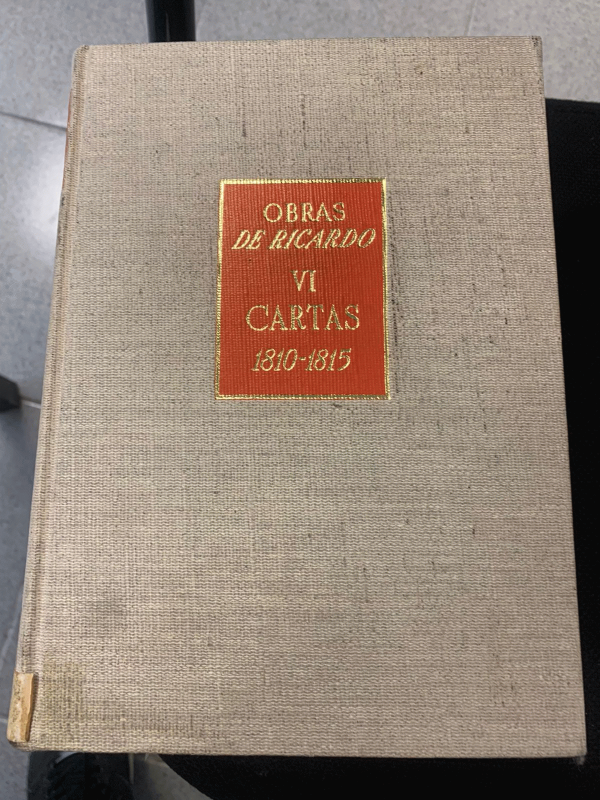 OBRAS
DE RICARDO
VI
CARTAS
1810-1815